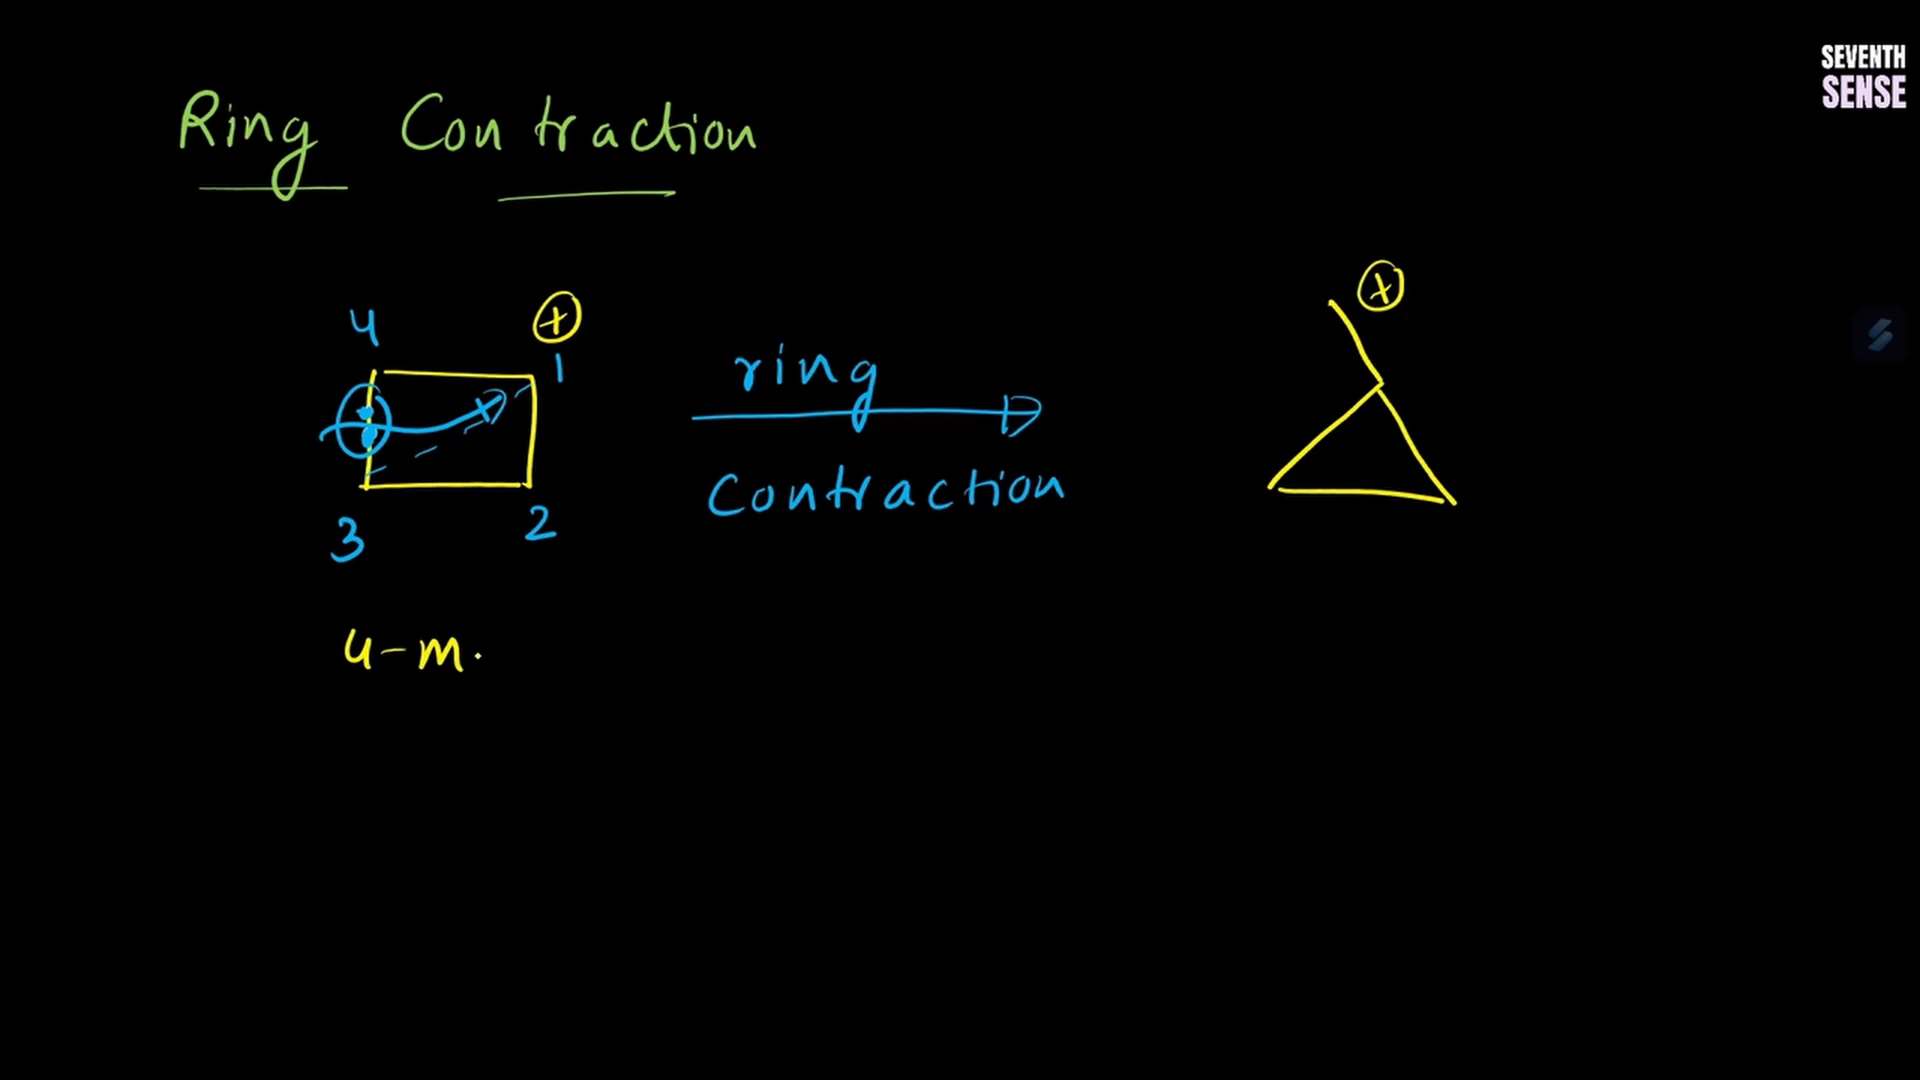 Ring Contraction
SEVENTH
SENSE
4
+
1
3
2
ring
Contraction
+
4-m.